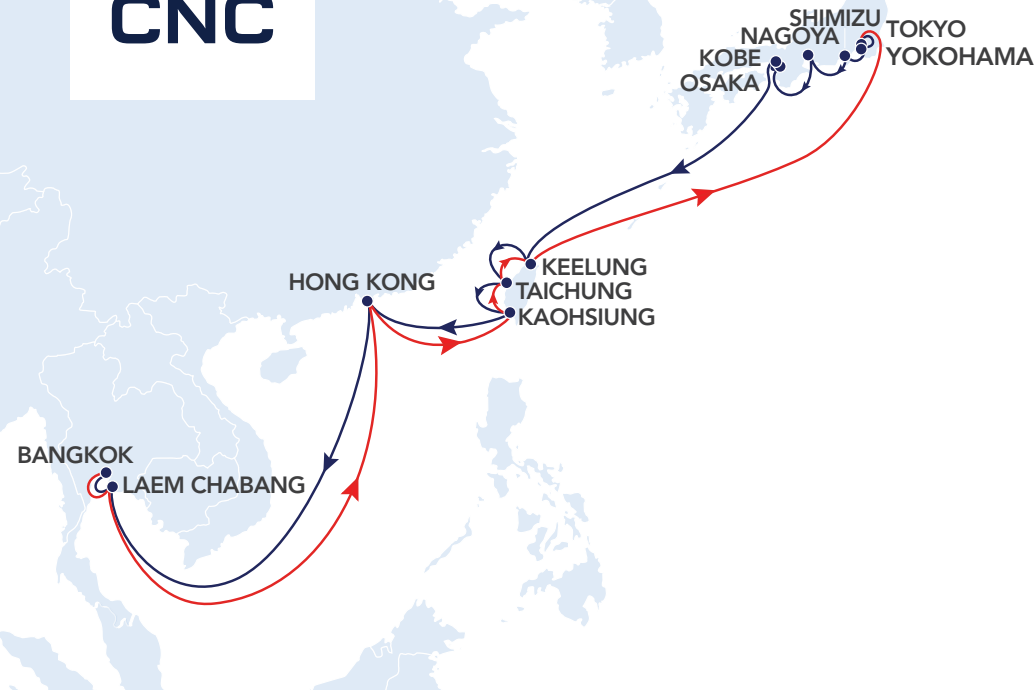 CNC
SHIMIZU
NAGOYA
TOKYO
KOBE
YOKOHAMA
OSAKA
KEELUNG
HONG KONG
TAICHUNG
KAOHSIUNG
BANGKOK
LAEM CHABANG